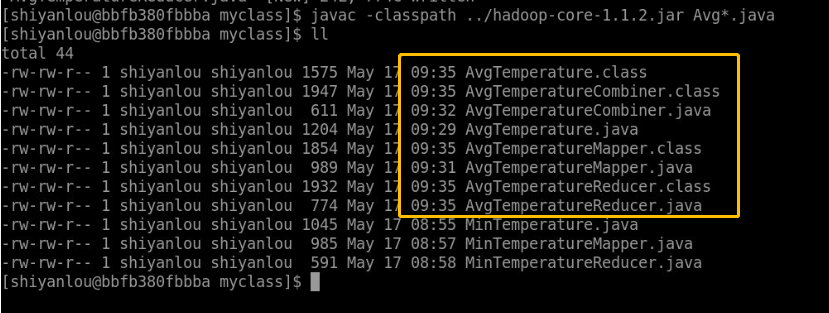 [shiyanlou@bbfb380fbbba myclass]$ javac -classpath ../hadoop-core-1.1.2.jar Avg*.java
[shiyanlou@bbfb380fbbba myclass]$ ll
total 44
-rw-rw-r-- 1 shiyanlou shiyanlou 1575 May 17 09:35 AvgTemperature.class
-rw-rw-r-- 1 shiyanlou shiyanlou 1947 May 17 09:35 AvgTemperatureCombiner.class
-rw-rw-r-- 1 shiyanlou shiyanlou  611 May 17 09:32 AvgTemperatureCombiner.java
-rw-rw-r-- 1 shiyanlou shiyanlou 1204 May 17 09:29 AvgTemperature.java
-rw-rw-r-- 1 shiyanlou shiyanlou 1854 May 17 09:35 AvgTemperatureMapper.class
-rw-rw-r-- 1 shiyanlou shiyanlou  989 May 17 09:31 AvgTemperatureMapper.java
-rw-rw-r-- 1 shiyanlou shiyanlou 1932 May 17 09:35 AvgTemperatureReducer.class
-rw-rw-r-- 1 shiyanlou shiyanlou  774 May 17 09:35 AvgTemperatureReducer.java
-rw-rw-r-- 1 shiyanlou shiyanlou 1045 May 17 08:55 MinTemperature.java
-rw-rw-r-- 1 shiyanlou shiyanlou  985 May 17 08:57 MinTemperatureMapper.java
-rw-rw-r-- 1 shiyanlou shiyanlou  591 May 17 08:58 MinTemperatureReducer.java
[shiyanlou@bbfb380fbbba myclass]$